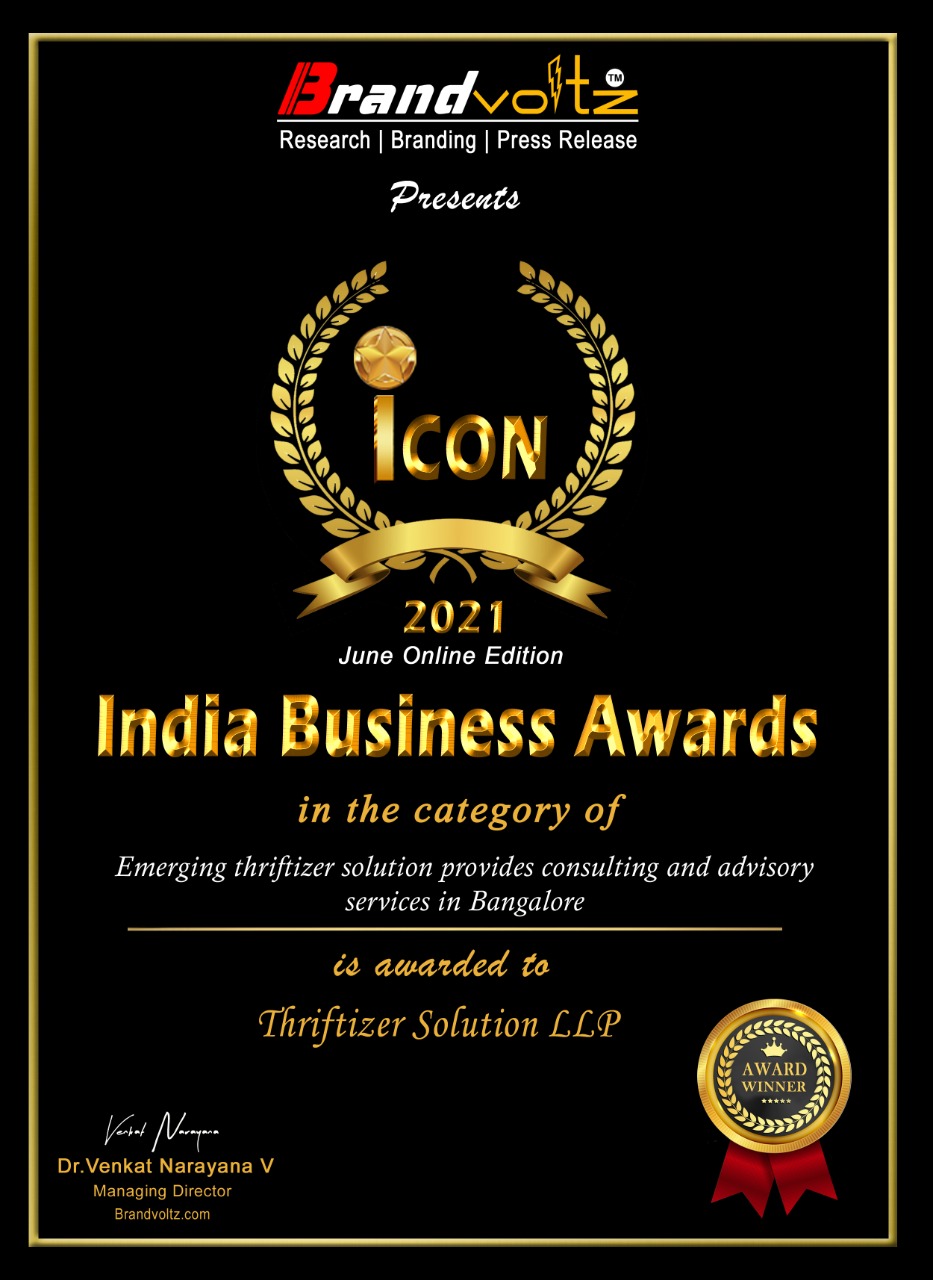 Brandvoltz TM
Research | Branding | Press Release
Presents
icon
2021
June Online Edition
India Business Awards
in the category of
Emerging thriftizer solution provides consulting and advisory
services in Bangalore
is awarded to
Thriftizer Solution LLP
AWARD
WINNER
Venkat Narayana
Dr.Venkat Narayana V
Managing Director
Brandvoltz.com